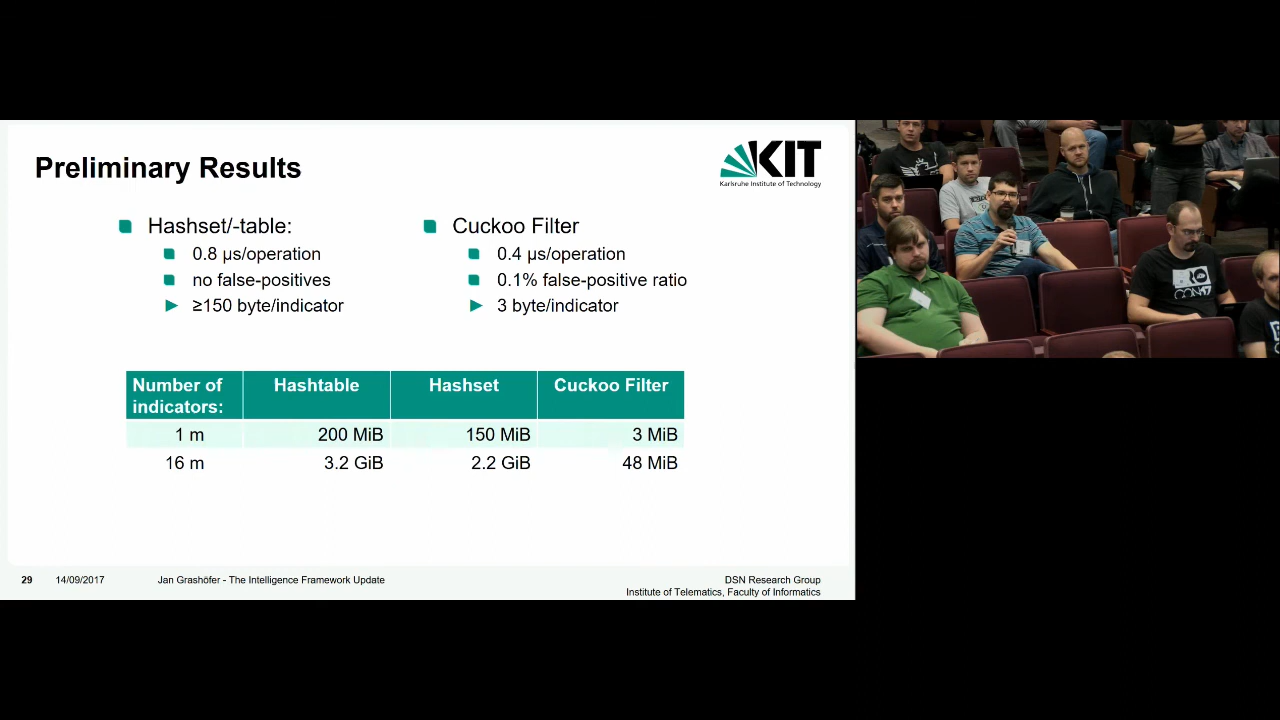 Preliminary Results
KIT
Karlsruhe Institute of Technology
Hashset/-table:
0.8 µs/operation
no false-positives
≥150 byte/indicator
Cuckoo Filter
0.4 µs/operation
0.1% false-positive ratio
3 byte/indicator
Number of indicators: Hashtable Hashset Cuckoo Filter
1 m 200 MiB 150 MiB 3 MiB
16 m 3.2 GiB 2.2 GiB 48 MiB
29 14/09/2017 Jan Grashöfer - The Intelligence Framework Update DSN Research Group
Institute of Telematics, Faculty of Informatics
CON17